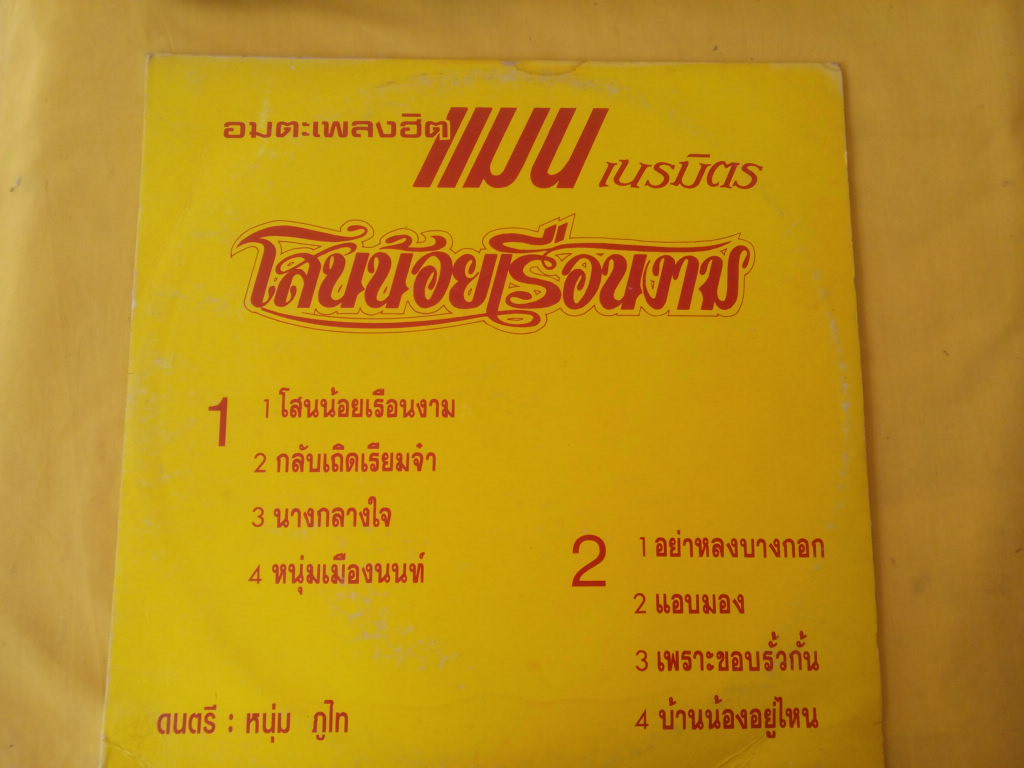 อมตะเพลงฮิต แมน เนรมิตร
โสนน้อยเรือนงาม
1
1 โสนน้อยเรือนงาม
2 กลับเถิดเรียมจ๋า
3 นางกลางใจ
4 หนุ่มเมืองนนท์
2
1 อย่าหลงบางกอก
2 แอบมอง
3 เพราะขอบรั้วกั้น
4 บ้านน้องอยู่ไหน
ดนตรี : หนุ่ม ภูไท